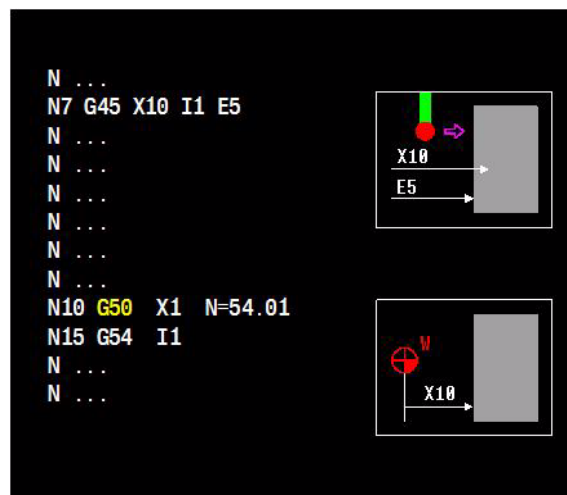 N ...
N7 G45 X10 I1 E5
N ...
N ...
N ...
N ...
N ...
N ...
N10 G50 X1 N=54.01
N15 G54 I1
N ...
N ...
X10
E5
W
X10